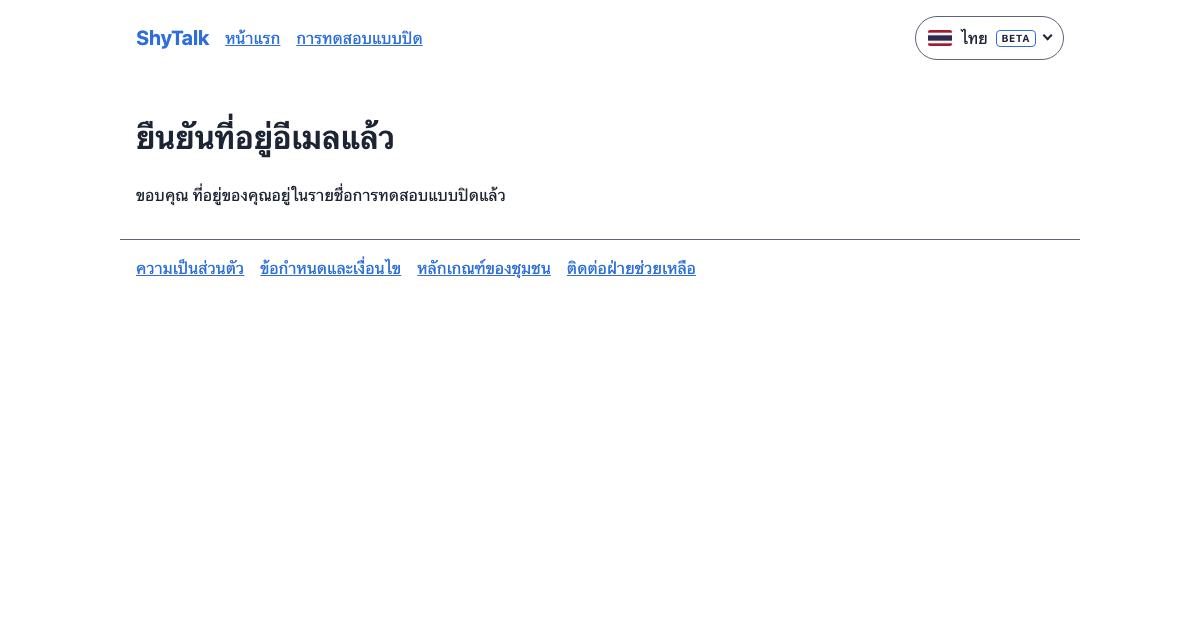 ShyTalk หน้าแรก การทดสอบแบบปิด ไทย BETA
ยืนยันที่อยู่อีเมลแล้ว
ขอบคุณ ที่อยู่ของคุณอยู่ในรายชื่อการทดสอบแบบปิดแล้ว
ความเป็นส่วนตัว ข้อกำหนดและเงื่อนไข หลักเกณฑ์ของชุมชน ติดต่อฝ่ายช่วยเหลือ